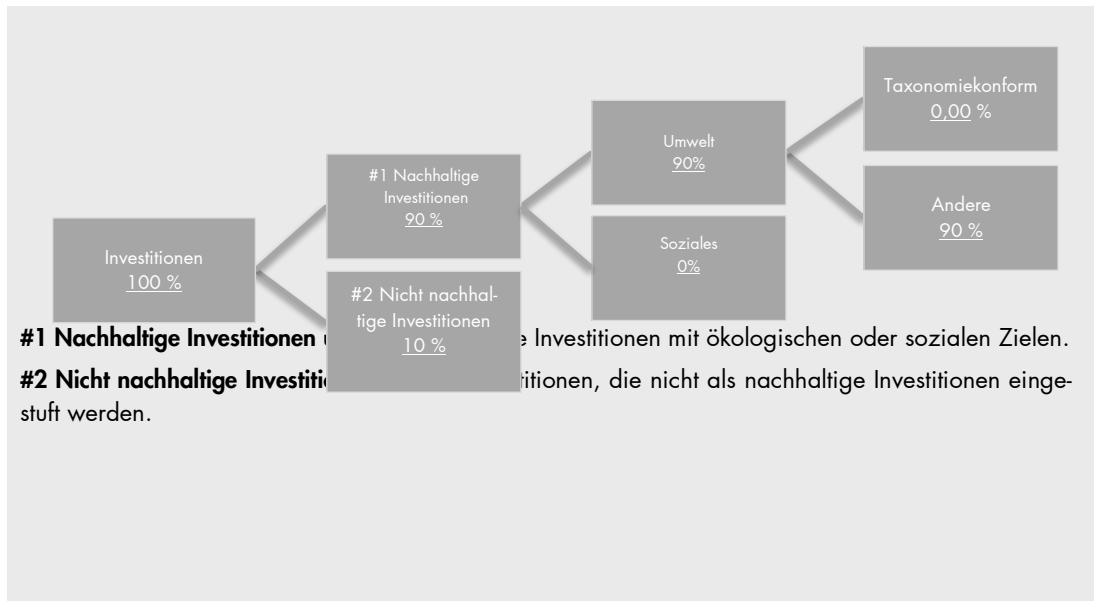 Taxonomiekonform
0,00 %
Umwelt
90%
#1 Nachhaltige
Investitionen
90 %
Andere
90 %
Soziales
0%
Investitionen
100 %
#2 Nicht nachhal-
tige Investitionen
10 %
#1 Nachhaltige Investitionen Investitionen mit ökologischen oder sozialen Zielen.
#2 Nicht nachhaltige die nicht als nachhaltige Investitionen einge-
stuft werden.